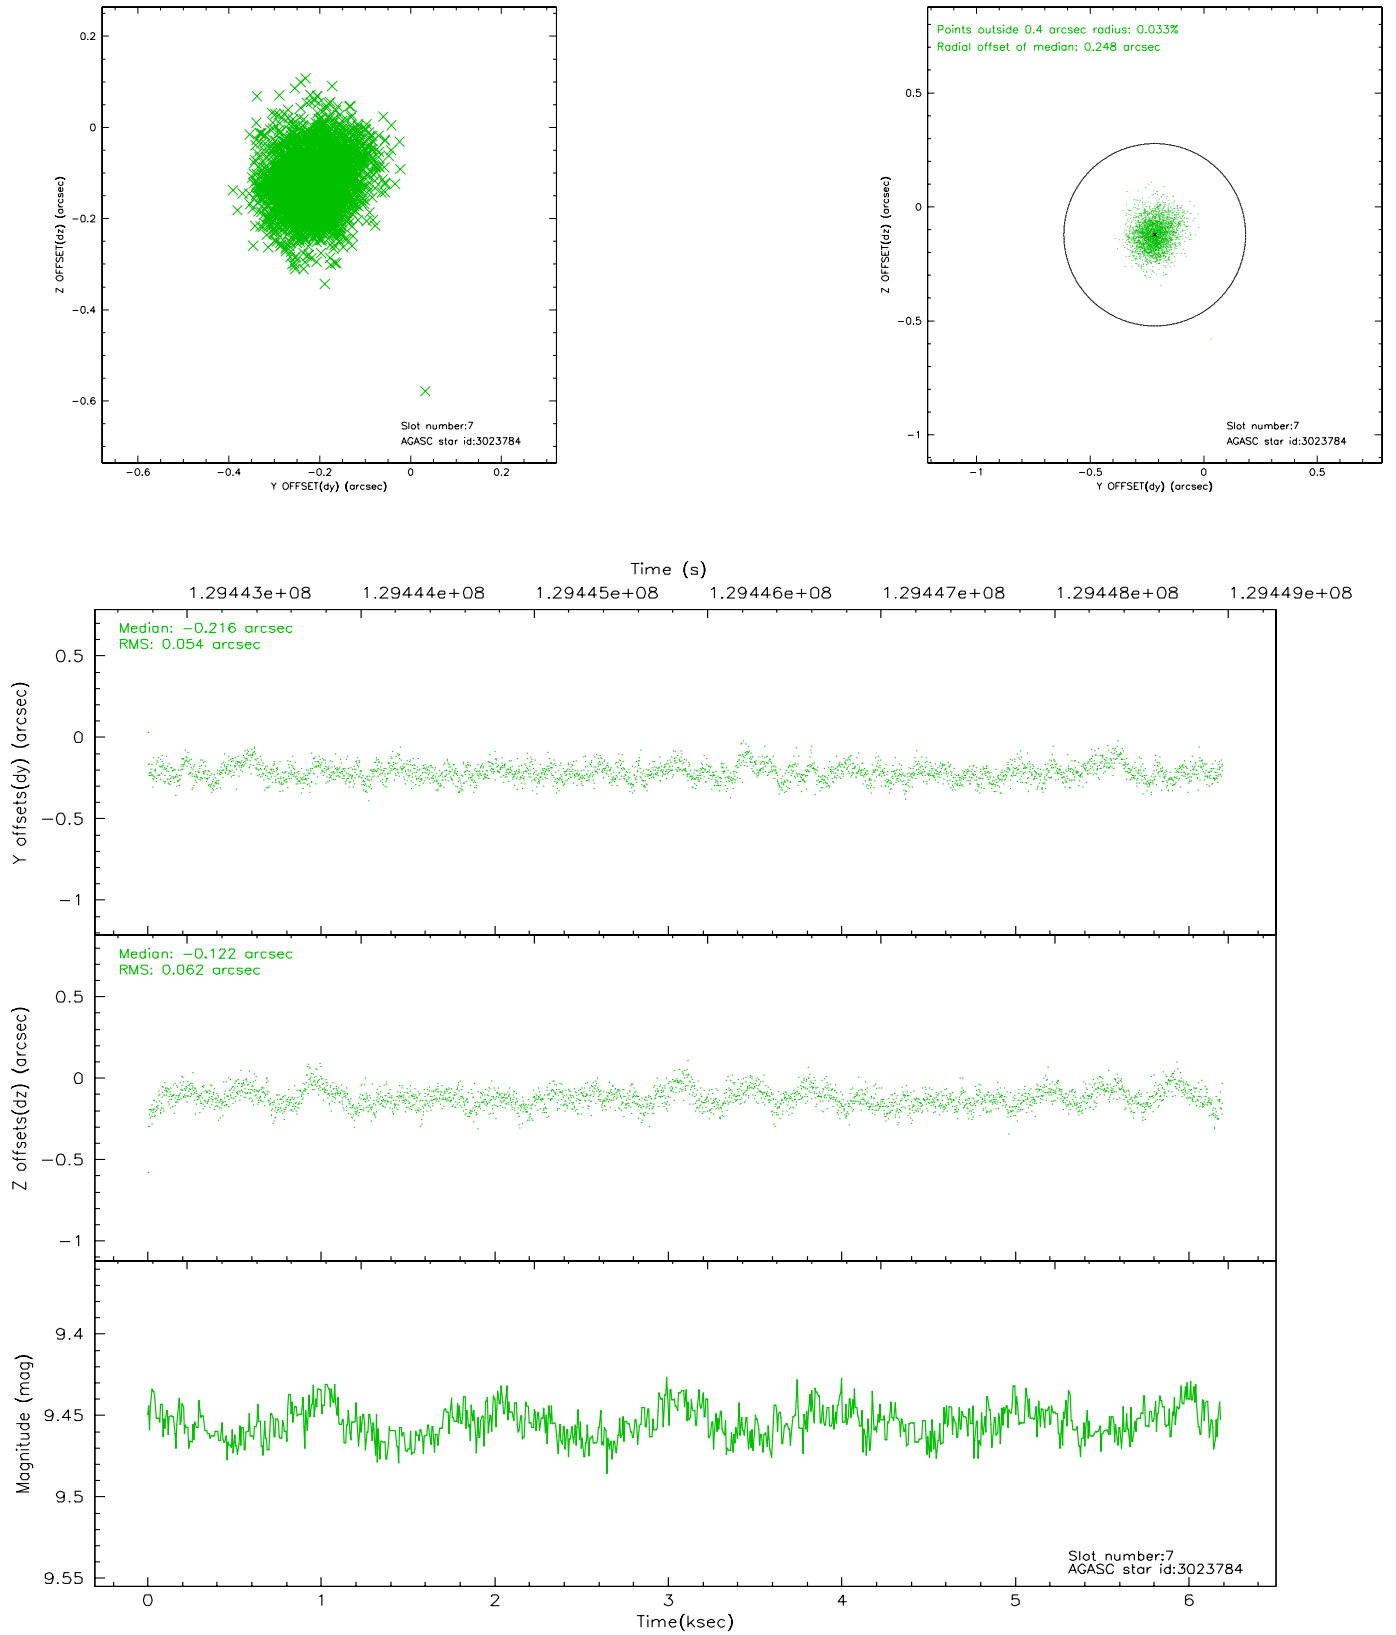 0.2
0
−0.2
−0.4
−0.6
Z OFFSET(dz) (arcsec)
Slot number:7
AGASC star id:3023784
−0.6 −0.4 −0.2 0 0.2
Y OFFSET(dy) (arcsec)
Points outside 0.4 arcsec radius: 0.033%
Radial offset of median: 0.248 arcsec
0.5
0
−0.5
−1
Z OFFSET(dz) (arcsec)
Slot number:7
AGASC star id:3023784
−1 −0.5 0 0.5
Y OFFSET(dy) (arcsec)
Time (s)
1.29443e+08 1.29444e+08 1.29445e+08 1.29446e+08 1.29447e+08 1.29448e+08 1.29449e+08
Median: −0.216 arcsec
RMS: 0.054 arcsec
0.5
0
−0.5
−1
Y offsets(dy) (arcsec)
Median: −0.122 arcsec
RMS: 0.062 arcsec
0.5
0
−0.5
−1
Z offsets(dz) (arcsec)
9.4
9.45
9.5
9.55
Magnitude (mag)
Slot number:7
AGASC star id:3023784
0 1 2 3 4 5 6
Time(ksec)